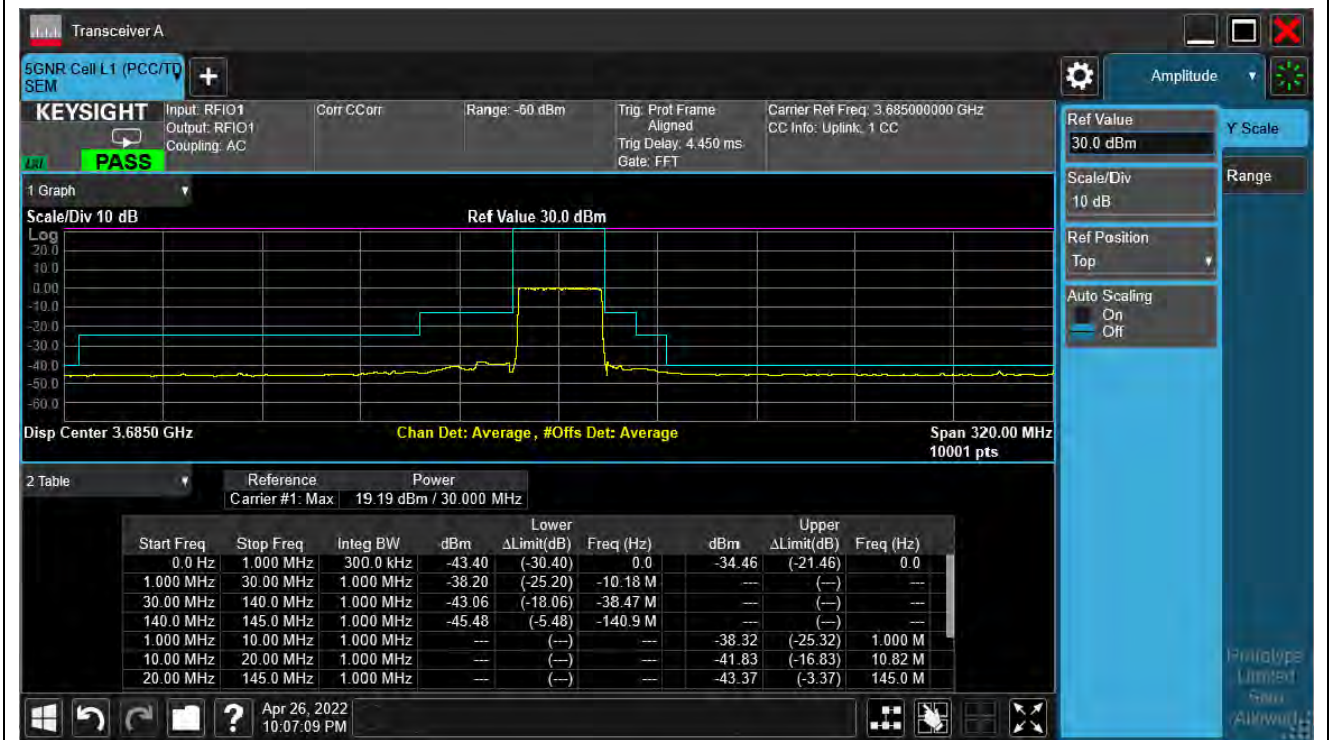 Transceiver A
5GNR Cell L1 (PCC/TD
SEM
+
Amplitude
KEYSIGHT
PASS
Input: RFIO1
Output: RFIO1
Coupling: AC
Corr CCorr
Range: -60 dBm
Trig: Prot Frame
Aligned
Trig Delay: 4.450 ms
Gate: FFT
Carrier Ref Freq: 3.685000000 GHz
CC Info: Uplink, 1 CC
Ref Value
30.0 dBm
Y Scale
Scale/Div
10 dB
Range
Ref Position
Top
Auto Scaling
On
Off
1 Graph
Scale/Div 10 dB
Ref Value 30.0 dBm
Log
20.0
10.0
0.00
-10.0
-20.0
-30.0
-40.0
-50.0
-60.0
Disp Center 3.6850 GHz
Chan Det: Average , #Offs Det: Average
Span 320.00 MHz
10001 pts
2 Table
Reference Power
Carrier #1: Max 19.19 dBm / 30.000 MHz
Lower Upper
Start Freq Stop Freq Integ BW dBm ΔLimit(dB) Freq (Hz) dBm ΔLimit(dB) Freq (Hz)
0.0 Hz 1.000 MHz 300.0 kHz -43.40 (-30.40) 0.0 -34.46 (-21.46) 0.0
1.000 MHz 30.00 MHz 1.000 MHz -38.20 (-25.20) -10.18 M --- (---) ---
30.00 MHz 140.0 MHz 1.000 MHz -43.06 (-18.06) -38.47 M --- (---) ---
140.0 MHz 145.0 MHz 1.000 MHz -45.48 (-5.48) -140.9 M --- (---) ---
1.000 MHz 10.00 MHz 1.000 MHz --- (---) --- -38.32 (-25.32) 1.000 M
10.00 MHz 20.00 MHz 1.000 MHz --- (---) --- -41.83 (-16.83) 10.82 M
20.00 MHz 145.0 MHz 1.000 MHz --- (---) --- -43.37 (-3.37) 145.0 M
?
Apr 26, 2022
10:07:09 PM